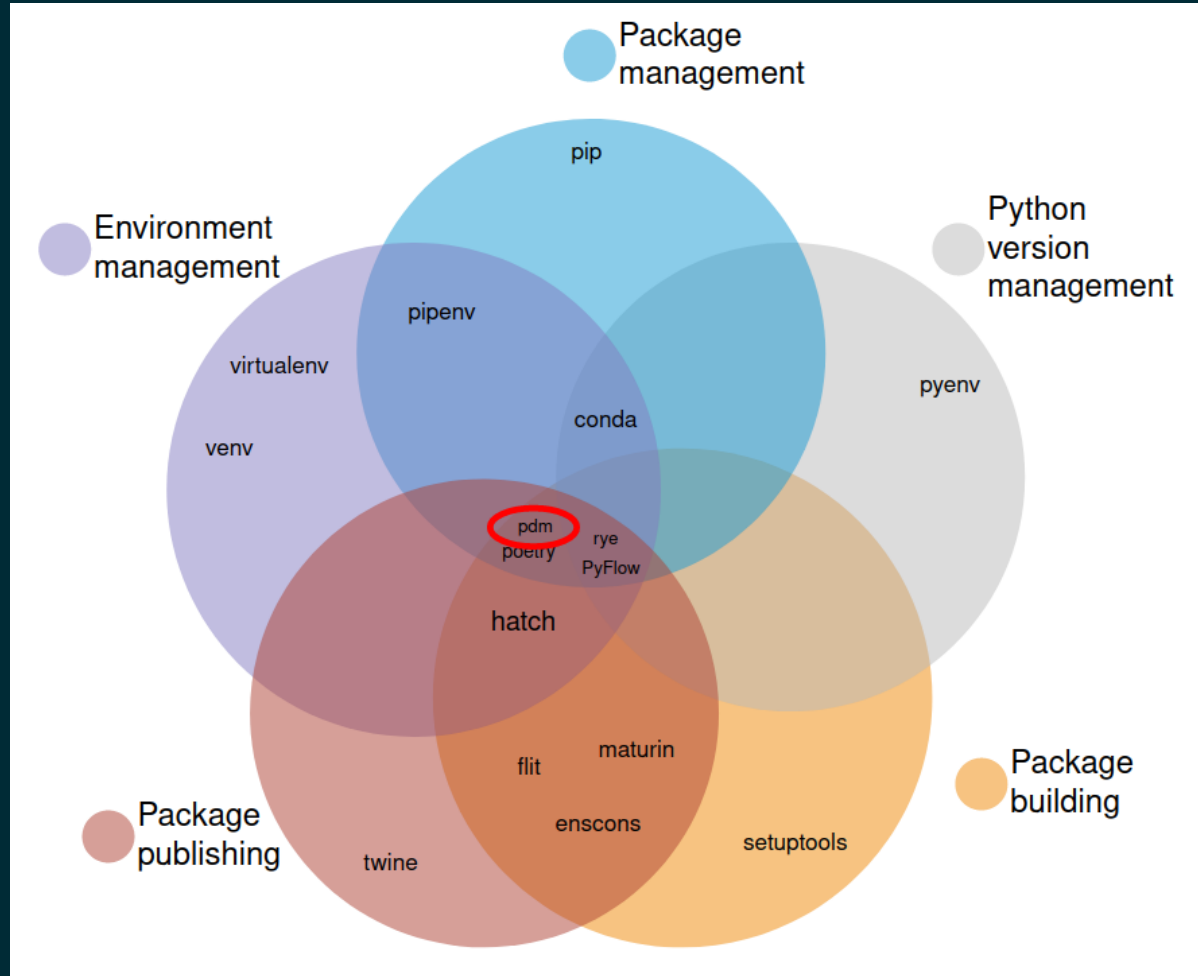 Package
management
pip
Environment
management
Python
version
management
pipenv
virtualenv
pyenv
conda
venv
pdm
rye
poetry
PyFlow
hatch
maturin
flit
Package
building
Package
publishing
enscons
setuptools
twine